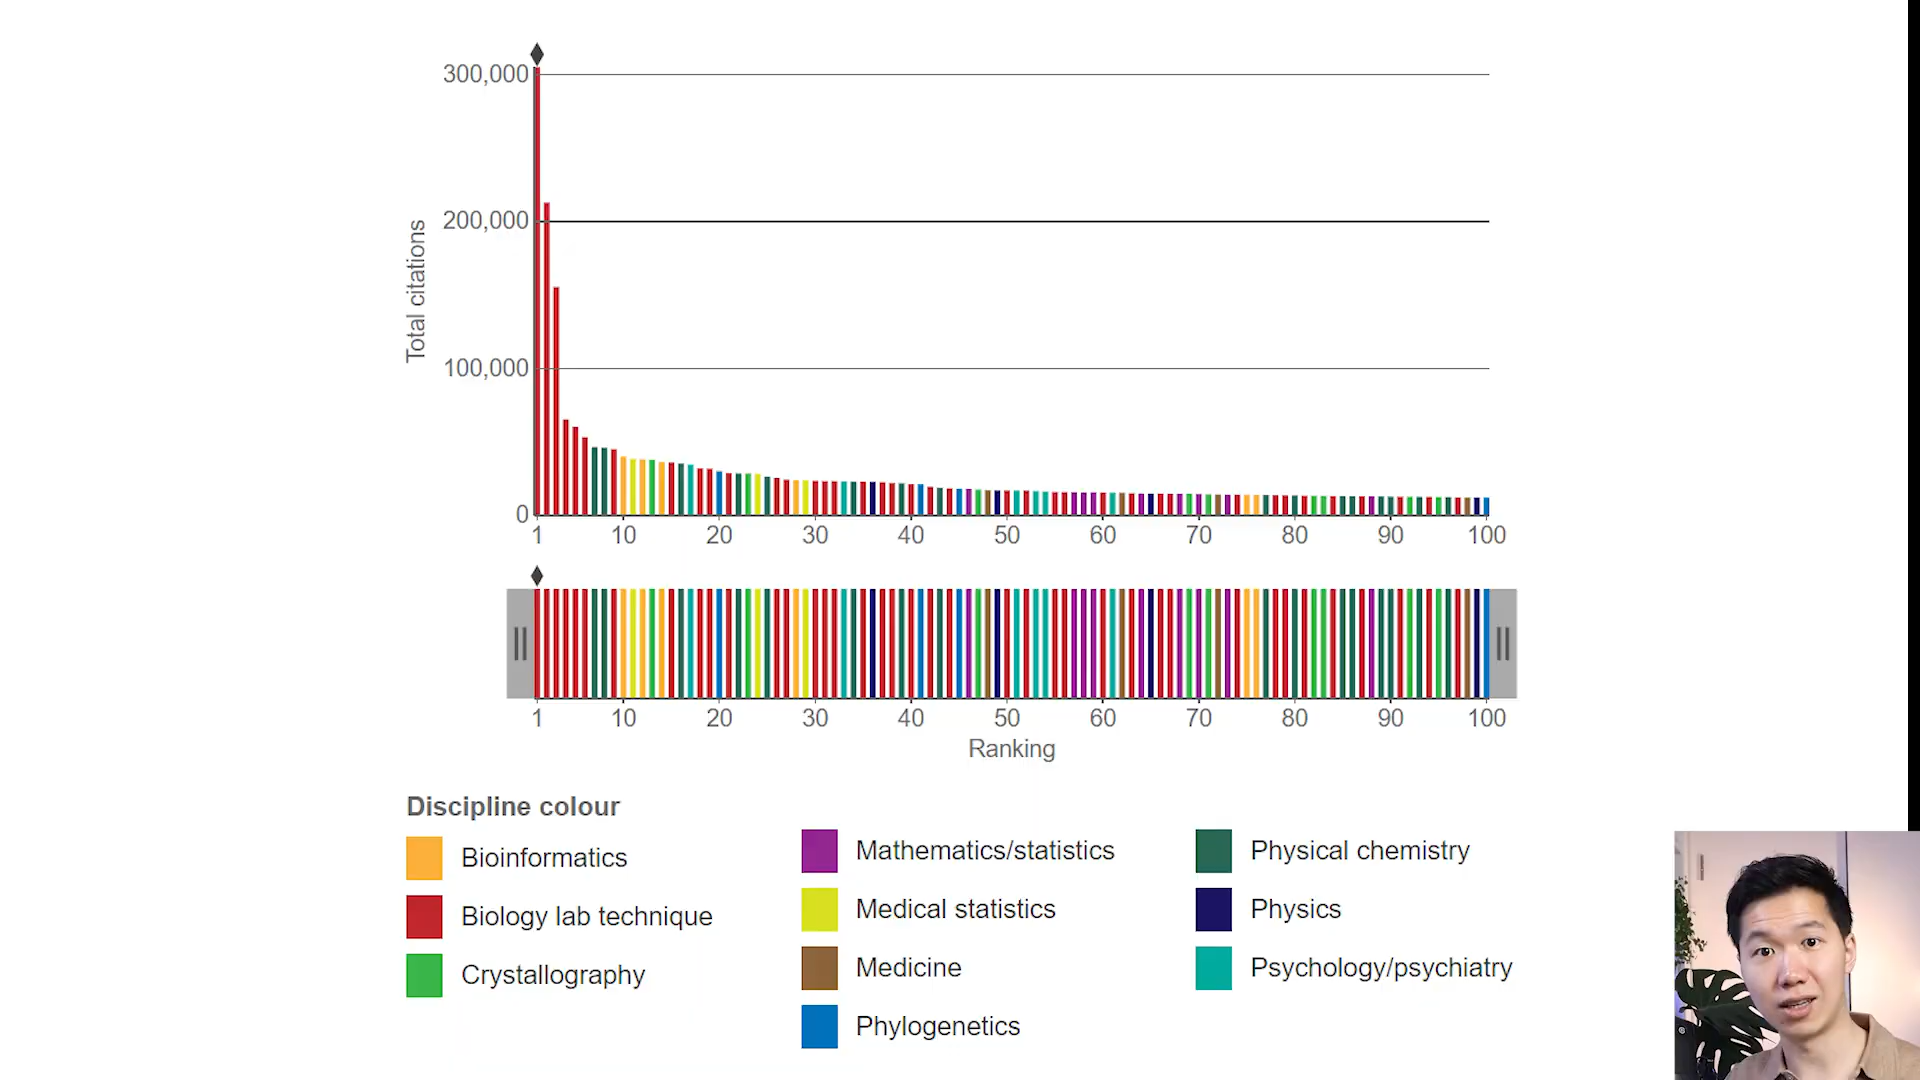 300,000
200,000
100,000
0
Total citations
1 10 20 30 40 50 60 70 80 90 100
1 10 20 30 40 50 60 70 80 90 100
Ranking
Discipline colour
Bioinformatics
Biology lab technique
Crystallography
Mathematics/statistics
Medical statistics
Medicine
Phylogenetics
Physical chemistry
Physics
Psychology/psychiatry